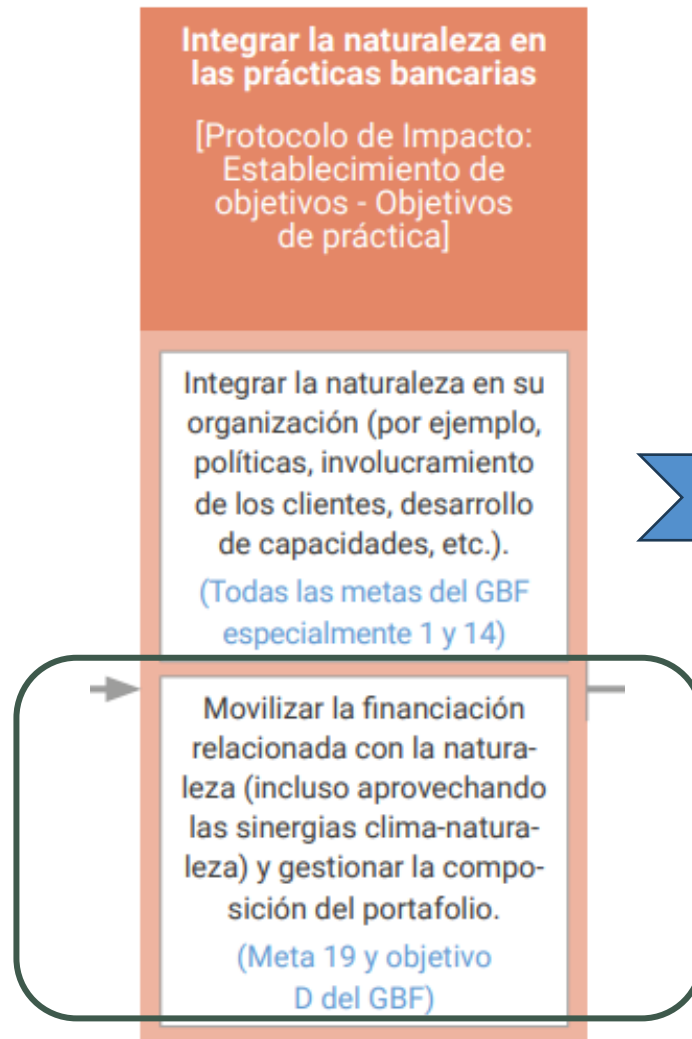 Integrar la naturaleza en
las prácticas bancarias
[Protocolo de Impacto:
Establecimiento de
objetivos - Objetivos
de práctica]
Integrar la naturaleza en su
organización (por ejemplo,
políticas, involucramiento
de los clientes, desarrollo
de capacidades, etc.).
(Todas las metas del GBF
especialmente 1 y 14)
Movilizar la financiación
relacionada con la natura-
leza (incluso aprovechando
las sinergias clima-natura-
leza) y gestionar la compo-
sición del portafolio.
(Meta 19 y objetivo
D del GBF)